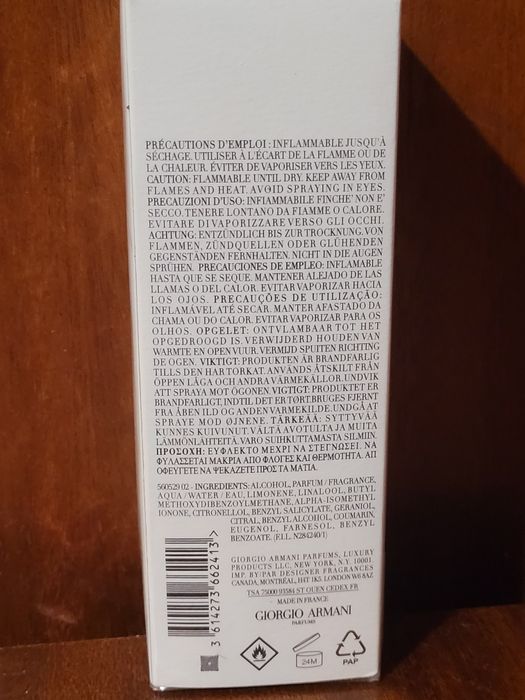 PRÉCAUTIONS D'EMPLOI : INFLAMMABLE JUSQU'À
SÉCHAGE. UTILISER À L'ÉCART DE LA FLAMME OU DE
LA CHALEUR. ÉVITER DE VAPORISER VERS LES YEUX.
CAUTION: FLAMMABLE UNTIL DRY. KEEP AWAY FROM
FLAMES AND HEAT. AVOID SPRAYING IN EYES.
PRECAUZIONI D'USO: INFIAMMABILE FINCHE' NON E'
SECCO. TENERE LONTANO DA FIAMME O CALORE.
EVITARE DI VAPORIZZARE VERSO GLI OCCHI.
ACHTUNG: ENTZÜNDLICH BIS ZUR TROCKNUNG. VON
FLAMMEN, ZÜNDQUELLEN ODER GLÜHENDEN
GEGENSTÄNDEN FERNHALTEN. NICHT IN DIE AUGEN
SPRÜHEN. PRECAUCIONES DE EMPLEO: INFLAMABLE
HASTA QUE SE SEQUE. MANTENER ALEJADO DE LAS
LLAMAS O DEL CALOR. EVITAR VAPORIZAR HACIA
LOS OJOS. PRECAUÇÕES DE UTILIZAÇÃO:
INFLAMÁVEL ATÉ SECAR. MANTER AFASTADO DA
CHAMA OU DO CALOR. EVITAR VAPORIZAR PARA OS
OLHOS. OPGELET: ONTVLAMBAAR TOT HET
OPGEDROOGD IS. VERWIJDERD HOUDEN VAN
WARMTE EN OPEN VUUR. VERMIJD SPUITEN RICHTING
DE OGEN. VIKTIGT: PRODUKTEN ÄR BRANDFARLIG
TILLS DEN HAR TORKAT. ANVÄNDS ÅTSKILT FRÅN
ÖPPEN LÅGA OCH ANDRA VÄRMEKÄLLOR. UNDVIK
ATT SPRAYA MOT ÖGONEN. VIGTIGT: PRODUKTET ER
BRANDFARLIGT, INDTIL DET ER TØRT. BRUGES FJERNT
FRA ÅBEN ILD OG ANDEN VARMEKILDE. UNDGÅ AT
SPRAYE MOD ØJNENE. TÄRKEÄÄ: SYTTYVÄÄ
KUNNES KUIVUNUT. VÄLTÄ AVOTULTA JA MUITA
LÄMMÖNLÄHTEITÄ. VARO SUIHKUTTAMASTA SILMIIN.
ΠΡΟΣΟΧΗ: ΕΥΦΛΕΚΤΟ ΜΕΧΡΙ ΝΑ ΣΤΕΓΝΩΣΕΙ. ΝΑ
ΦΥΛΑΣΣΕΤΑΙ ΜΑΚΡΙΑ ΑΠΟ ΦΛΟΓΕΣ ΚΑΙ ΘΕΡΜΟΤΗΤΑ. ΑΠ
ΟΦΕΥΓΕΤΕ ΝΑ ΨΕΚΑΖΕΤΕ ΠΡΟΣ ΤΑ ΜΑΤΙΑ.
560529 02 - INGREDIENTS: ALCOHOL, PARFUM / FRAGRANCE,
AQUA / WATER / EAU, LIMONENE, LINALOOL, BUTYL
METHOXYDIBENZOYLMETHANE, ALPHA-ISOMETHYL
IONONE, CITRONELLOL, BENZYL SALICYLATE, GERANIOL,
CITRAL, BENZYL ALCOHOL, COUMARIN,
EUGENOL, FARNESOL, BENZYL
BENZOATE. (F.I.L. N284240/1)
GIORGIO ARMANI PARFUMS, LUXURY
PRODUCTS LLC, NEW YORK, N.Y. 10001
IMP. BY/PAR DESIGNER FRAGRANCES
CANADA, MONTRÉAL, H4T 1K5. LONDON W6 8AZ
TSA 75000 93584 ST OUEN CEDEX FR
MADE IN FRANCE
GIORGIO ARMANI
PARFUMS
3 614273 662413 >
24M
PAP